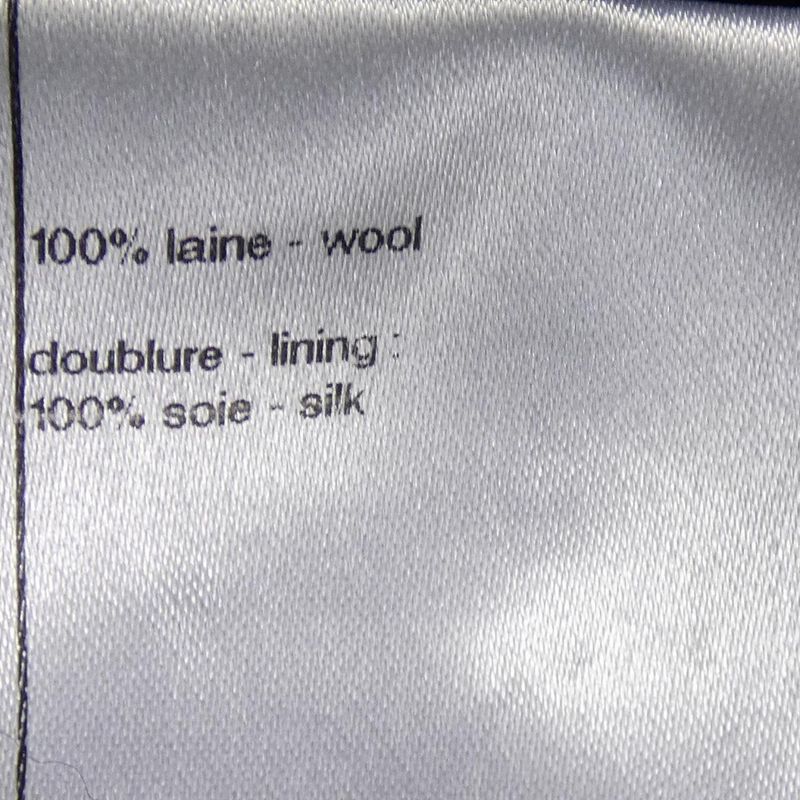 100% laine - wool
doublure - lining :
100% soie - silk